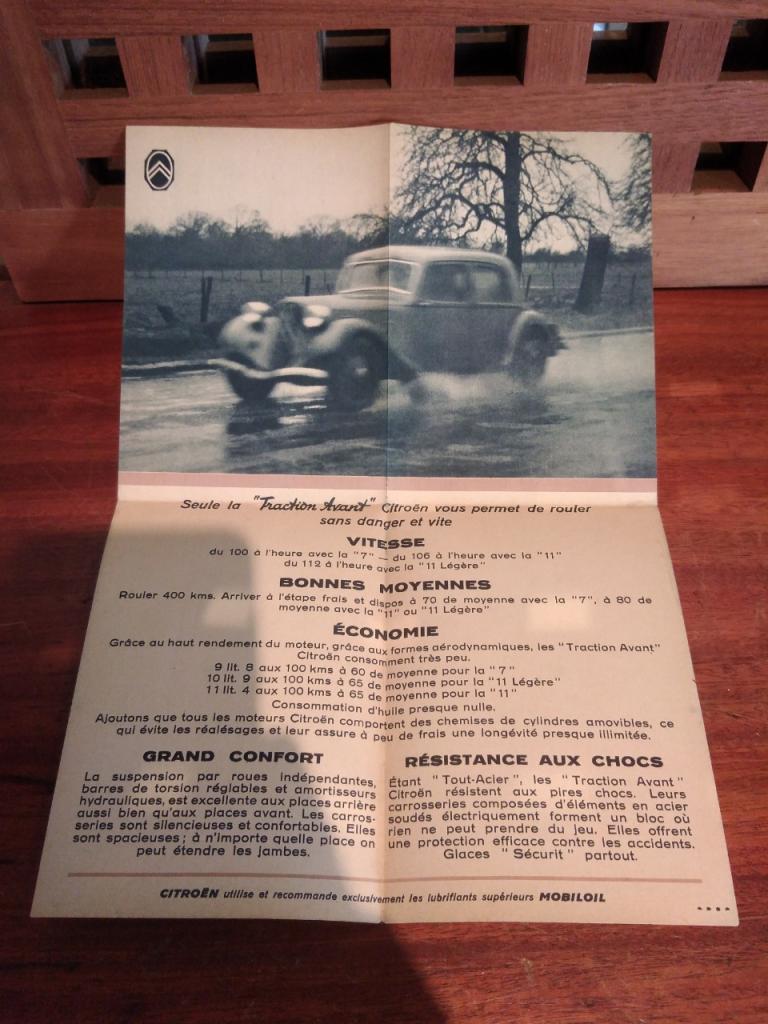 Seule la "Traction Avant" Citroën vous permet de rouler
sans danger et vite
VITESSE
du 100 à l'heure avec la "7" — du 106 à l'heure avec la "11"
du 112 à l'heure avec la "11 Légère"
BONNES MOYENNES
Rouler 400 kms. Arriver à l'étape frais et dispos à 70 de moyenne avec la "7", à 80 de
moyenne avec la "11" ou "11 Légère"
ÉCONOMIE
Grâce au haut rendement du moteur, grâce aux formes aérodynamiques, les "Traction Avant"
Citroën consomment très peu.
9 lit. 8 aux 100 kms à 60 de moyenne pour la "7"
10 lit. 9 aux 100 kms à 65 de moyenne pour la "11 Légère"
11 lit. 4 aux 100 kms à 65 de moyenne pour la "11"
Consommation d'huile presque nulle.
Ajoutons que tous les moteurs Citroën comportent des chemises de cylindres amovibles, ce
qui évite les réalésages et leur assure à peu de frais une longévité presque illimitée.
GRAND CONFORT
La suspension par roues indépendantes,
barres de torsion réglables et amortisseurs
hydrauliques, est excellente aux places arrière
aussi bien qu'aux places avant. Les carros-
series sont silencieuses et confortables. Elles
sont spacieuses ; à n'importe quelle place on
peut étendre les jambes.
RÉSISTANCE AUX CHOCS
Étant "Tout-Acier", les "Traction Avant"
Citroën résistent aux pires chocs. Leurs
carrosseries composées d'éléments en acier
soudés électriquement forment un bloc où
rien ne peut prendre du jeu. Elles offrent
une protection efficace contre les accidents.
Glaces "Sécurit" partout.
CITROËN utilise et recommande exclusivement les lubrifiants supérieurs MOBILOIL